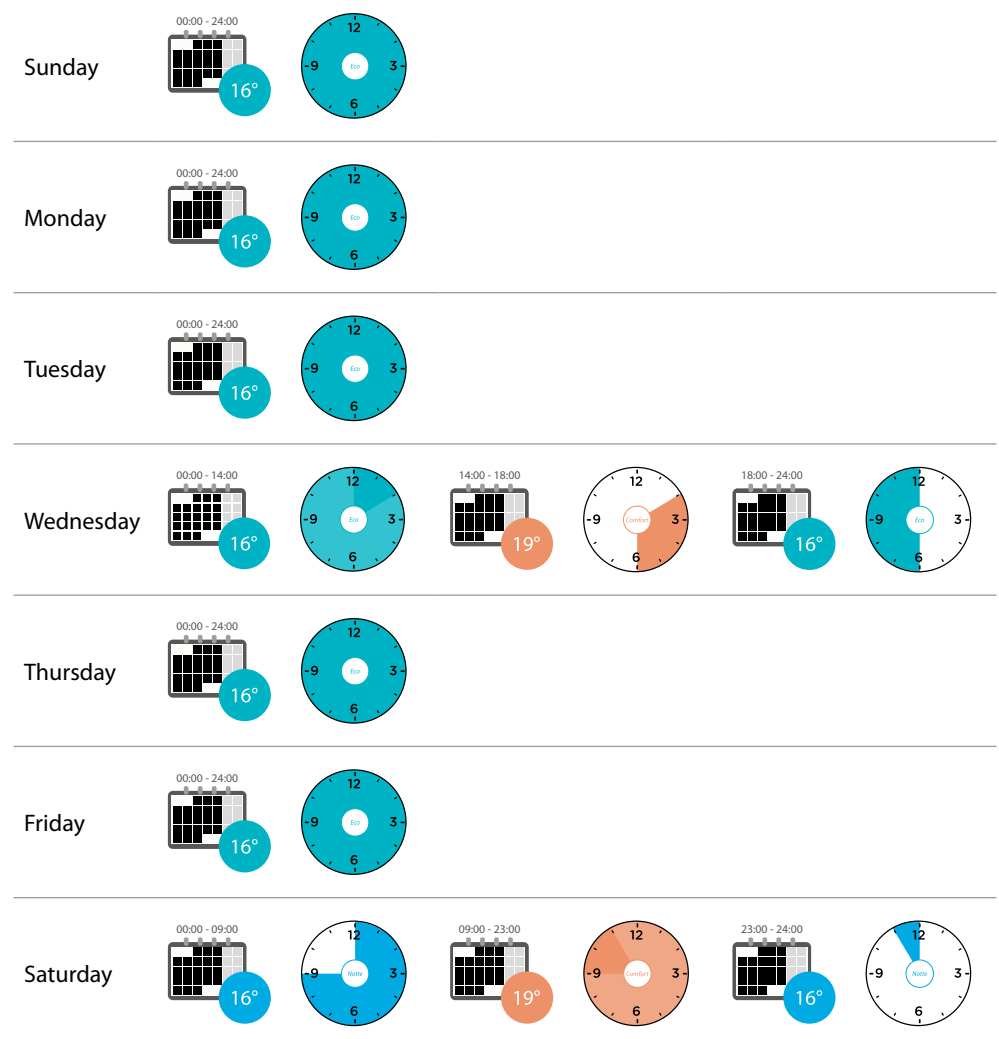 Sunday
00:00 - 24:00
16°
12
-9 Eco 3-
6
Monday
00:00 - 24:00
16°
12
-9 Eco 3-
6
Tuesday
00:00 - 24:00
16°
12
-9 Eco 3-
6
Wednesday
00:00 - 14:00
16°
12
-9 Eco 3-
6
14:00 - 18:00
19°
12
-9 Comfort 3-
6
18:00 - 24:00
16°
12
-9 Eco 3-
6
Thursday
00:00 - 24:00
16°
12
-9 Eco 3-
6
Friday
00:00 - 24:00
16°
12
-9 Eco 3-
6
Saturday
00:00 - 09:00
16°
12
-9 Notte 3-
6
09:00 - 23:00
19°
12
-9 Comfort 3-
6
23:00 - 24:00
16°
12
-9 Notte 3-
6